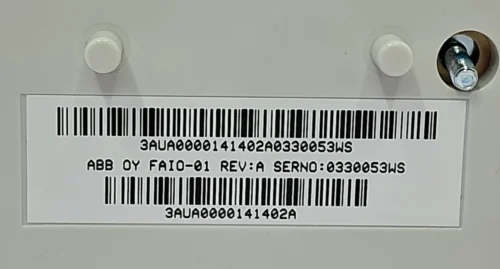 3AUA0000141402A0330053WS
ABB OY FAIO-01 REV:A SERNO:0330053WS
3AUA0000141402A